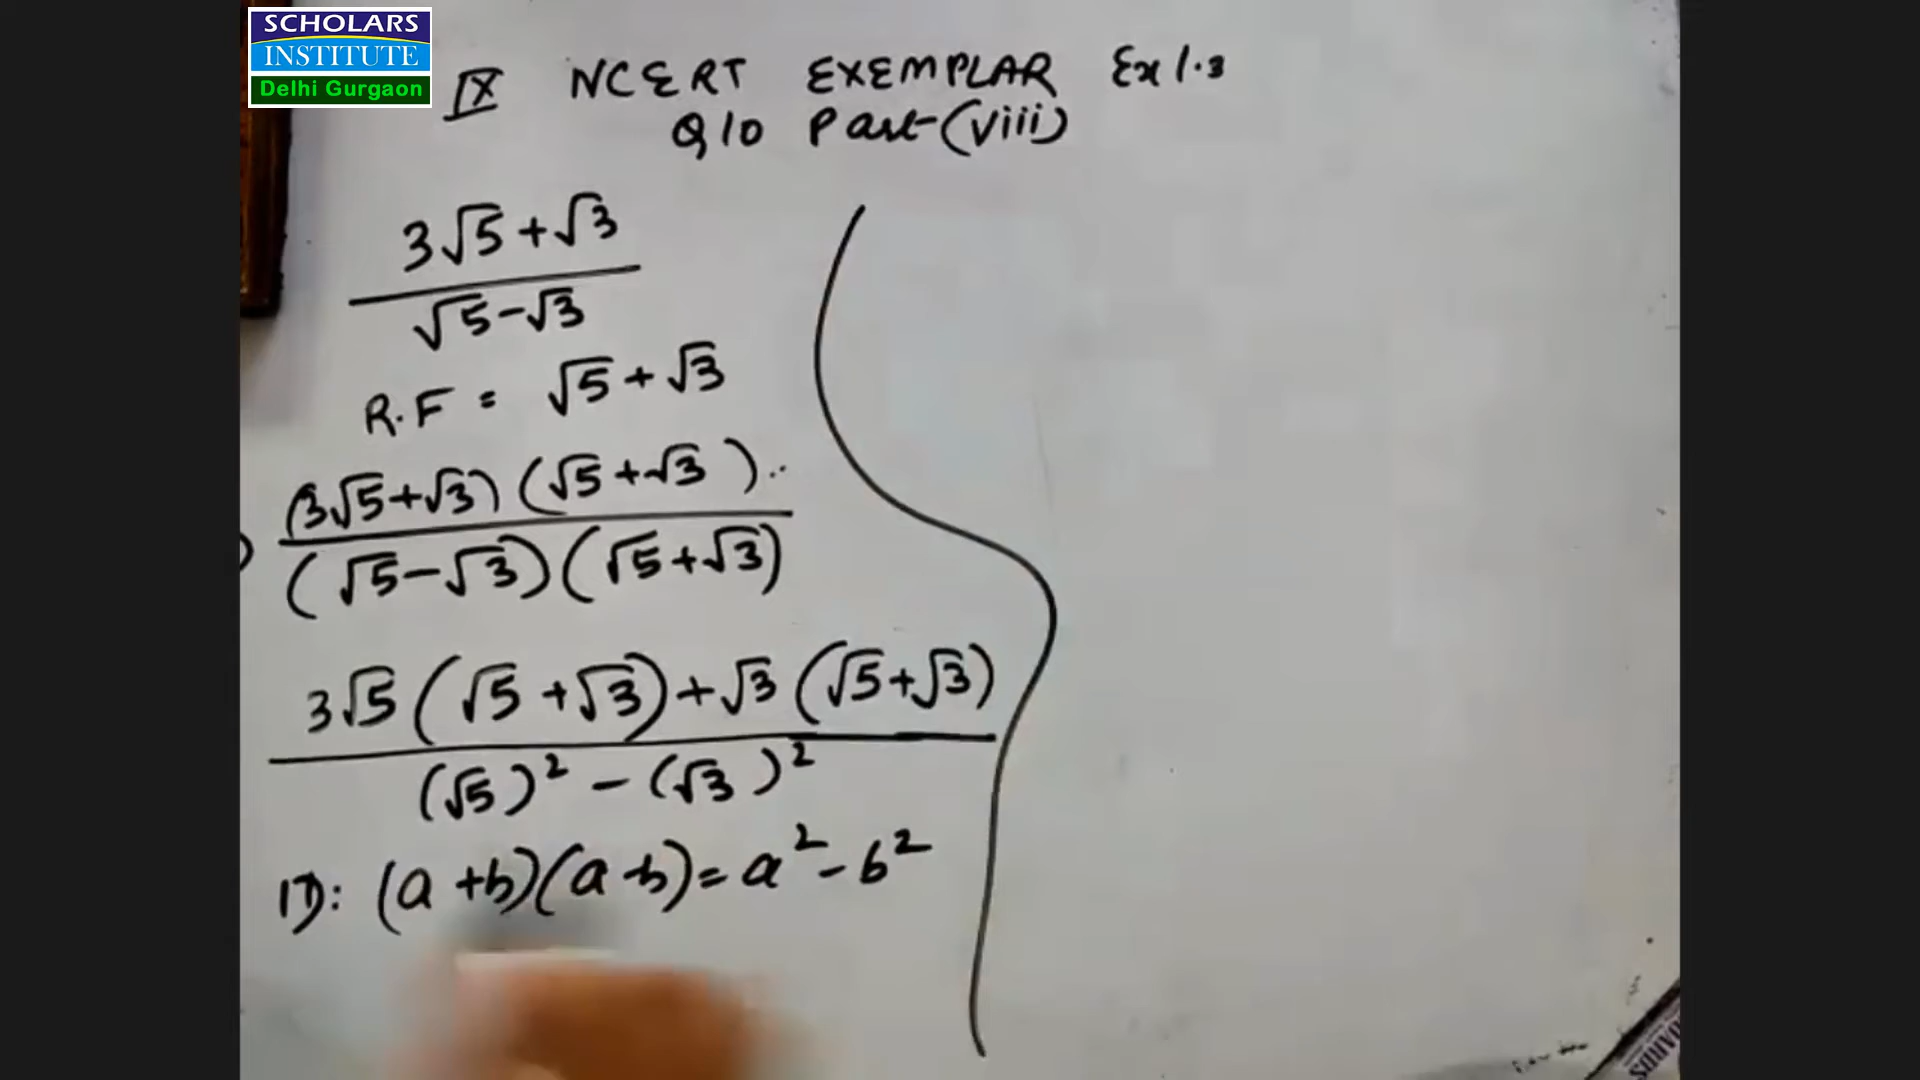 SCHOLARS
INSTITUTE
Delhi Gurgaon
IX NCERT EXEMPLAR Ex 1.3
Q10 Part-(viii)
3√5+√3
√5-√3
R.F = √5+√3
(3√5+√3)(√5+√3)..
(√5-√3)(√5+√3)
3√5(√5+√3)+√3(√5+√3)
(√5)²-(√3)²
ID: (a+b)(a-b)=a²-b²